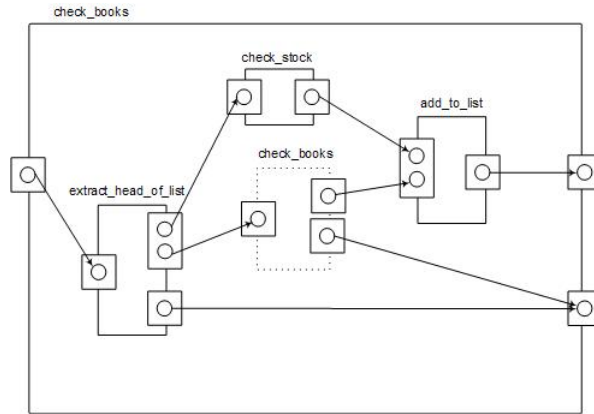 check_books
check_stock
add_to_list
check_books
extract_head_of_list